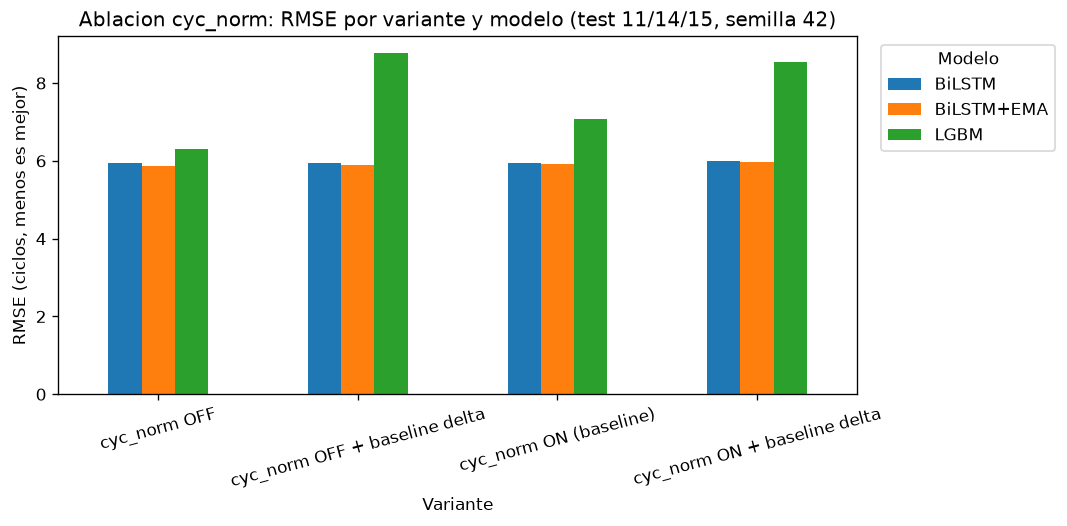 Ablacion cyc_norm: RMSE por variante y modelo (test 11/14/15, semilla 42)
RMSE (ciclos, menos es mejor)
8
6
4
2
0
cyc_norm OFF
cyc_norm OFF + baseline delta
cyc_norm ON (baseline)
cyc_norm ON + baseline delta
Variante
Modelo
BiLSTM
BiLSTM+EMA
LGBM